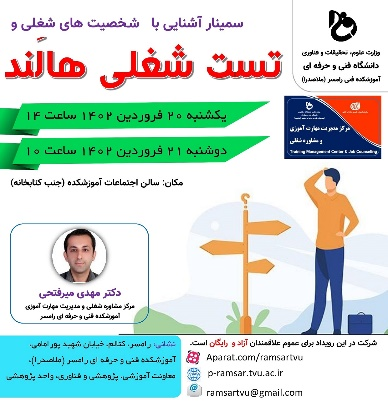 سمینار آشنایی با شخصیت های شغلی و
تست شغلی هالند
وزارت علوم، تحقیقات و فناوری
دانشگاه فنی و حرفه ای
آموزشکده فنی رامسر (ملاصدرا)
یکشنبه ۲۰ فروردین ۱۴۰۲ ساعت ۱۴
دوشنبه ۲۱ فروردین ۱۴۰۲ ساعت ۱۰
مرکز مدیریت مهارت آموزی
و مشاوره شغلی
Training Management Center & Job Counseling
مکان: سالن اجتماعات آموزشکده (جنب کتابخانه)
دکتر مهدی میرفتحی
مرکز مشاوره شغلی و مدیریت مهارت آموزی
آموزشکده فنی و حرفه ای رامسر
شرکت در این رویداد برای عموم علاقمندان آزاد و رایگان است.
Aparat.com/ramsartvu
p-ramsar.tvu.ac.ir
ramsartvu@gmail.com
نشانی: رامسر، کتالم، خیابان شهید پورامامی،
آموزشکده فنی و حرفه ای رامسر (ملاصدرا)،
معاونت آموزشی، پژوهشی و فناوری، واحد پژوهشی